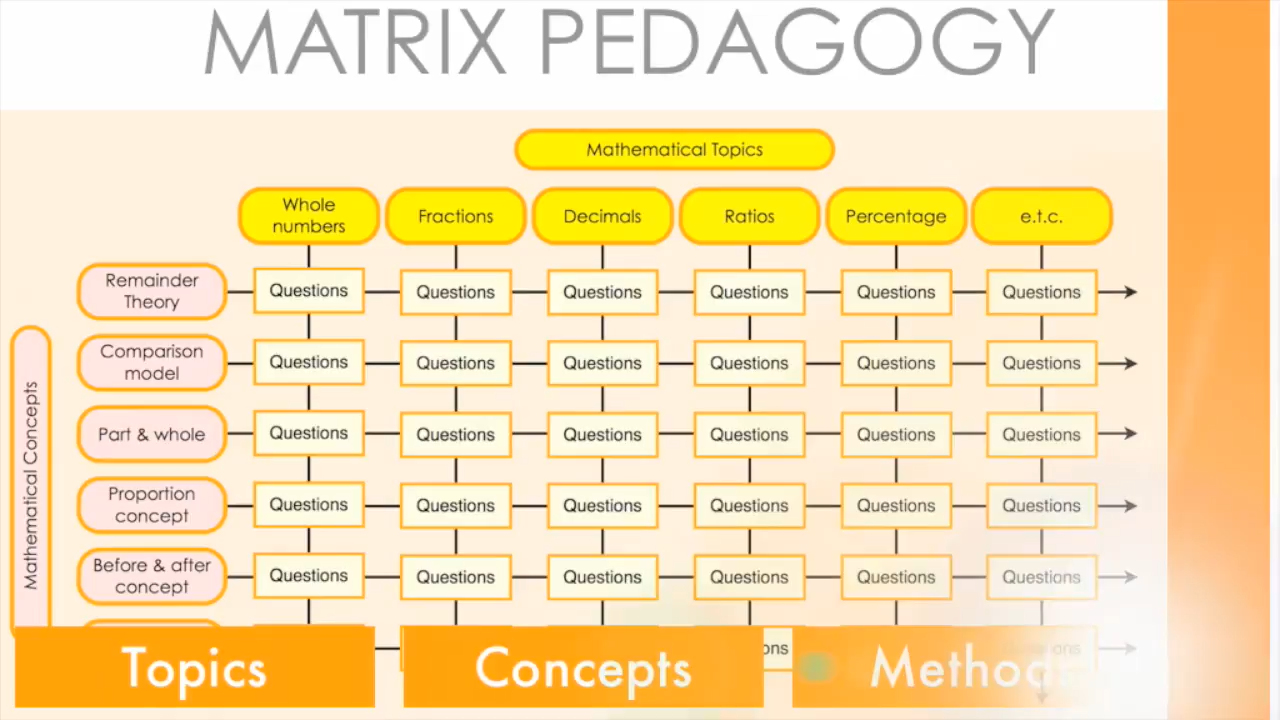 MATRIX PEDAGOGY
Mathematical Topics
Whole
numbers
Fractions
Decimals
Ratios
Percentage
e.t.c.
Mathematical Concepts
Remainder
Theory
Questions
Questions
Questions
Questions
Questions
Questions
Comparison
model
Questions
Questions
Questions
Questions
Questions
Questions
Part & whole
Questions
Questions
Questions
Questions
Questions
Questions
Proportion
concept
Questions
Questions
Questions
Questions
Questions
Questions
Before & after
concept
Questions
Questions
Questions
Questions
Questions
Questions
Topics
Concepts